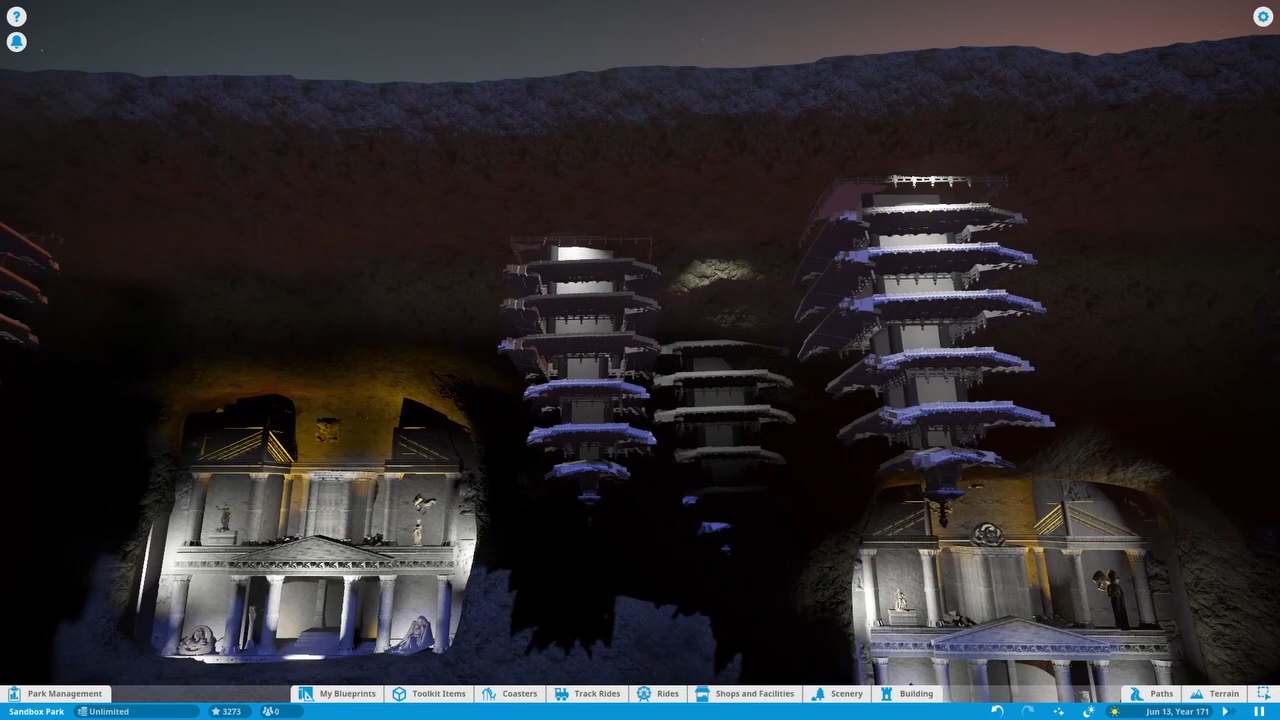 ?
Park Management
My Blueprints
Toolkit Items
Coasters
Track Rides
Rides
Shops and Facilities
Scenery
Building
Paths
Terrain
Sandbox Park
Unlimited
3273
0
Jun 13, Year 171